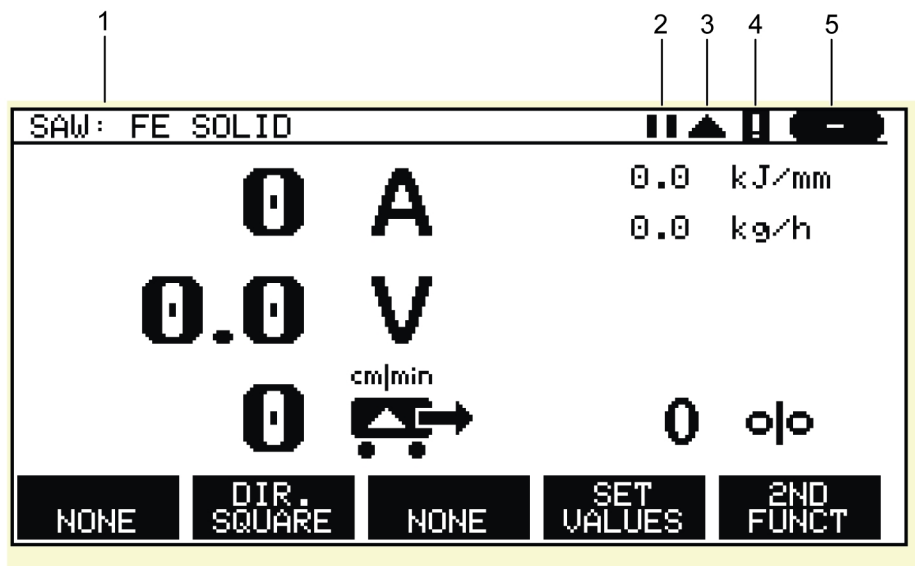 1 2 3 4 5
SAW: FE SOLID
0 A 0.0 kJ/mm
0.0 kg/h
0.0 V
cm|min
0 0 o|o
NONE
DIR.
SQUARE
NONE
SET
VALUES
2ND
FUNCT